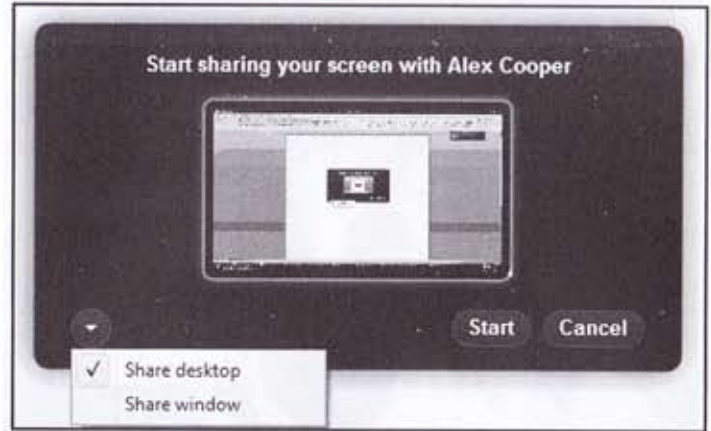 Start sharing your screen with Alex Cooper
Start Cancel
✓ Share desktop
Share window